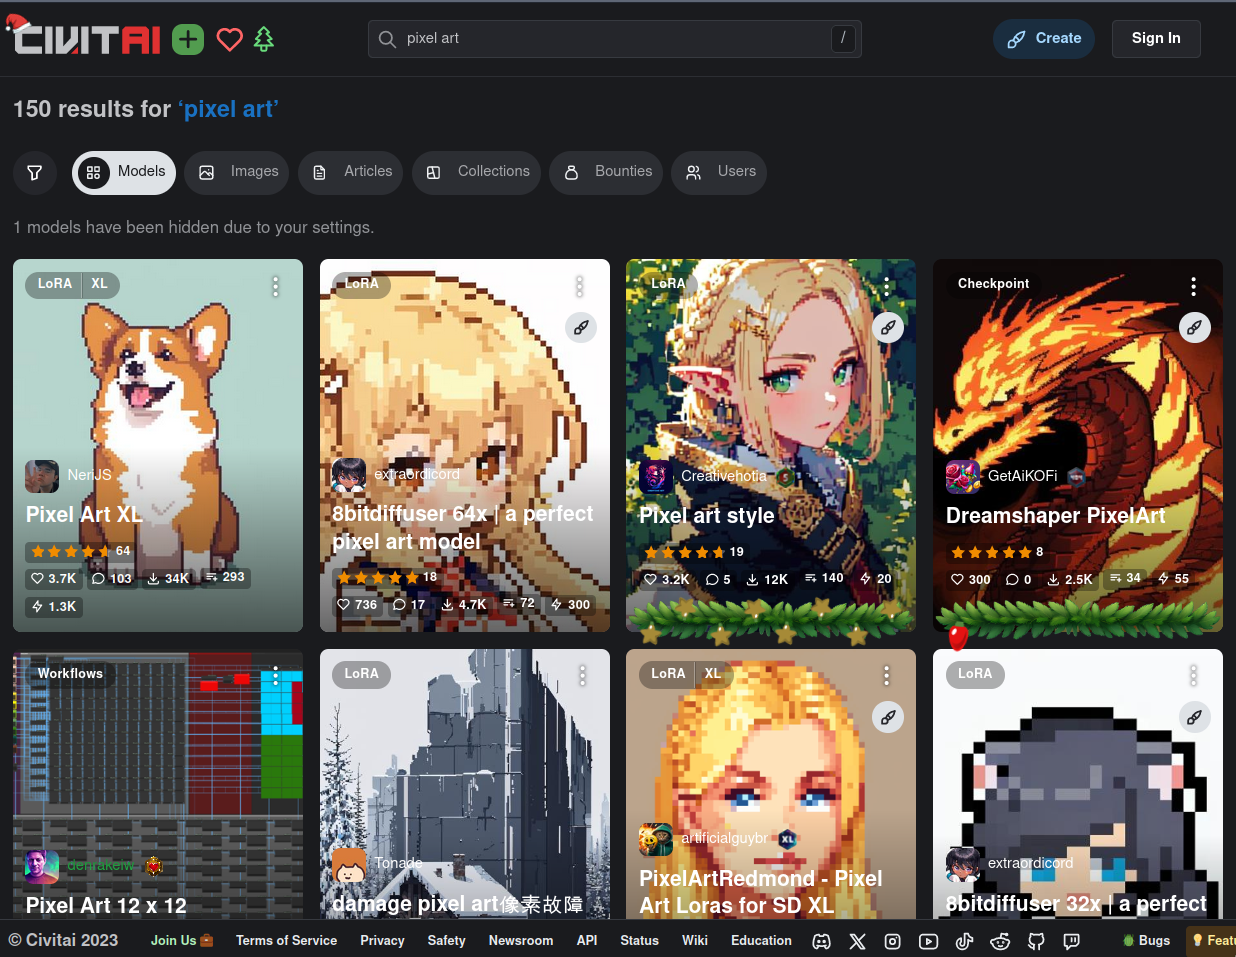 CIVITAI
pixel art
/
Create
Sign In
150 results for ‘pixel art’
Models
Images
Articles
Collections
Bounties
Users
1 models have been hidden due to your settings.
LoRA XL
NeriJS
Pixel Art XL
64
3.7K 103 34K 293
1.3K
LoRA
extraordicord
8bitdiffuser 64x | a perfect
pixel art model
18
736 17 4.7K 72 300
LoRA
Creativehotia
Pixel art style
19
3.2K 5 12K 140 20
Checkpoint
GetAiKOFi
Dreamshaper PixelArt
8
300 0 2.5K 34 55
Workflows
denrakeiw
Pixel Art 12 x 12
LoRA
Tonade
damage pixel art像素故障
LoRA XL
artificialguybr XL
PixelArtRedmond - Pixel
Art Loras for SD XL
LoRA
extraordicord
8bitdiffuser 32x | a perfect
© Civitai 2023
Join Us
Terms of Service
Privacy
Safety
Newsroom
API
Status
Wiki
Education
Bugs
Featu